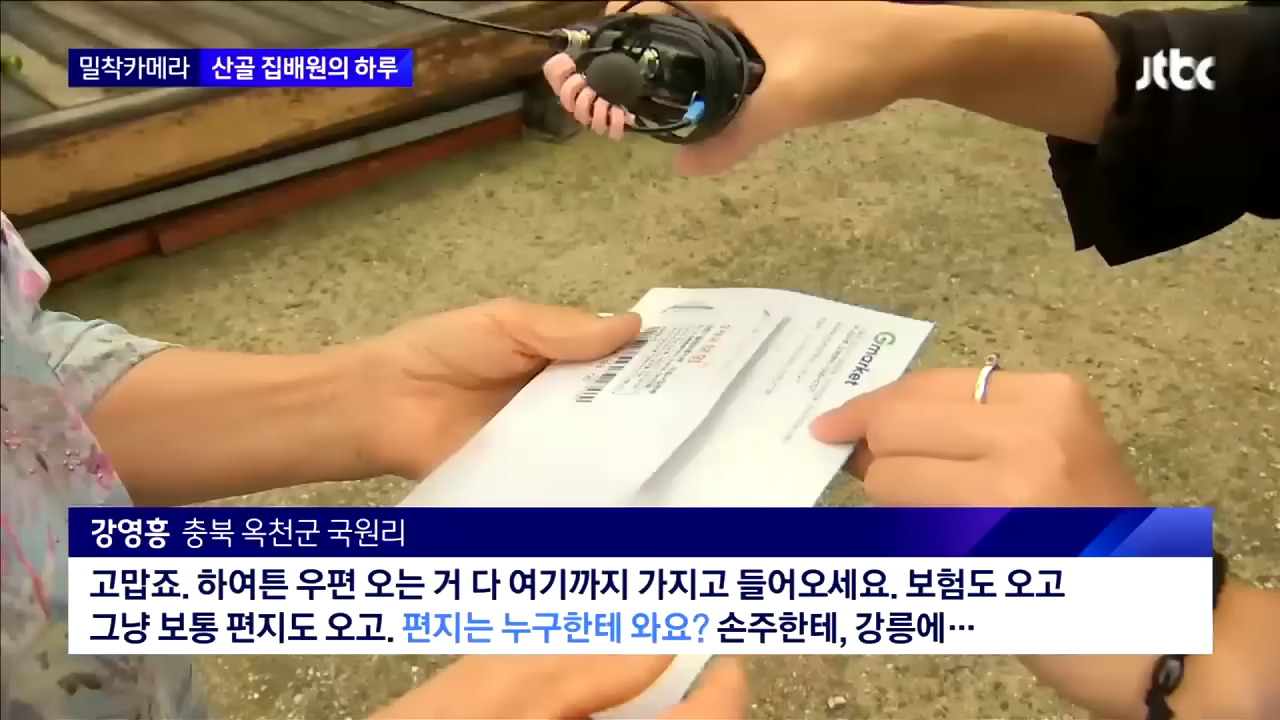 밀착카메라 산골 집배원의 하루
jtbc
Gmarket
강영흥 충북 옥천군 국원리
고맙죠. 하여튼 우편 오는 거 다 여기까지 가지고 들어오세요. 보험도 오고
그냥 보통 편지도 오고. 편지는 누구한테 와요? 손주한테, 강릉에…